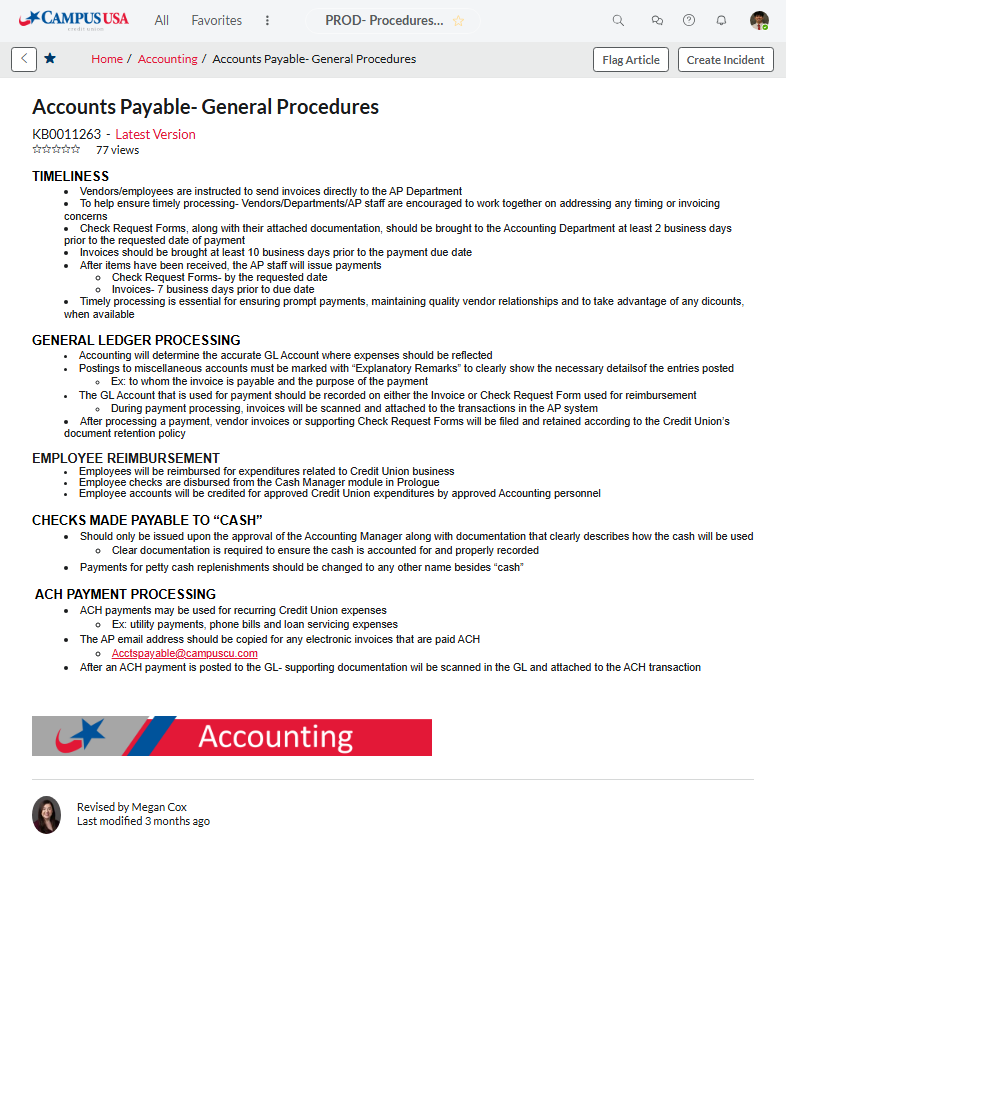 CAMPUS USA
credit union
All Favorites PROD- Procedures...
Home / Accounting / Accounts Payable- General Procedures
Flag Article Create Incident
Accounts Payable- General Procedures
KB0011263 - Latest Version
77 views
TIMELINESS
• Vendors/employees are instructed to send invoices directly to the AP Department
• To help ensure timely processing- Vendors/Departments/AP staff are encouraged to work together on addressing any timing or invoicing
concerns
• Check Request Forms, along with their attached documentation, should be brought to the Accounting Department at least 2 business days
prior to the requested date of payment
• Invoices should be brought at least 10 business days prior to the payment due date
• After items have been received, the AP staff will issue payments
◦ Check Request Forms- by the requested date
◦ Invoices- 7 business days prior to due date
• Timely processing is essential for ensuring prompt payments, maintaining quality vendor relationships and to take advantage of any dicounts,
when available
GENERAL LEDGER PROCESSING
• Accounting will determine the accurate GL Account where expenses should be reflected
• Postings to miscellaneous accounts must be marked with “Explanatory Remarks” to clearly show the necessary detailsof the entries posted
◦ Ex: to whom the invoice is payable and the purpose of the payment
• The GL Account that is used for payment should be recorded on either the Invoice or Check Request Form used for reimbursement
◦ During payment processing, invoices will be scanned and attached to the transactions in the AP system
• After processing a payment, vendor invoices or supporting Check Request Forms will be filed and retained according to the Credit Union’s
document retention policy
EMPLOYEE REIMBURSEMENT
• Employees will be reimbursed for expenditures related to Credit Union business
• Employee checks are disbursed from the Cash Manager module in Prologue
• Employee accounts will be credited for approved Credit Union expenditures by approved Accounting personnel
CHECKS MADE PAYABLE TO “CASH”
• Should only be issued upon the approval of the Accounting Manager along with documentation that clearly describes how the cash will be used
◦ Clear documentation is required to ensure the cash is accounted for and properly recorded
• Payments for petty cash replenishments should be changed to any other name besides “cash”
ACH PAYMENT PROCESSING
• ACH payments may be used for recurring Credit Union expenses
◦ Ex: utility payments, phone bills and loan servicing expenses
• The AP email address should be copied for any electronic invoices that are paid ACH
◦ Acctspayable@campuscu.com
• After an ACH payment is posted to the GL- supporting documentation wil be scanned in the GL and attached to the ACH transaction
Accounting
Revised by Megan Cox
Last modified 3 months ago